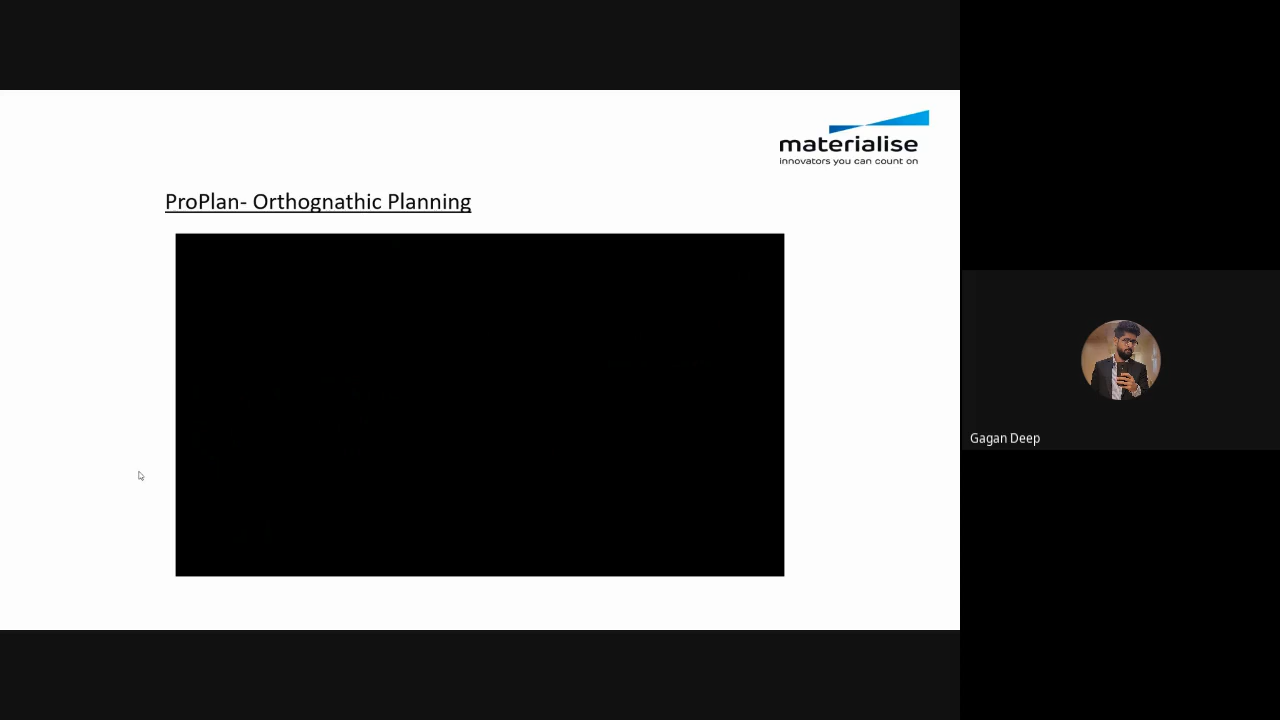 materialise
innovators you can count on
ProPlan- Orthognathic Planning
Gagan Deep